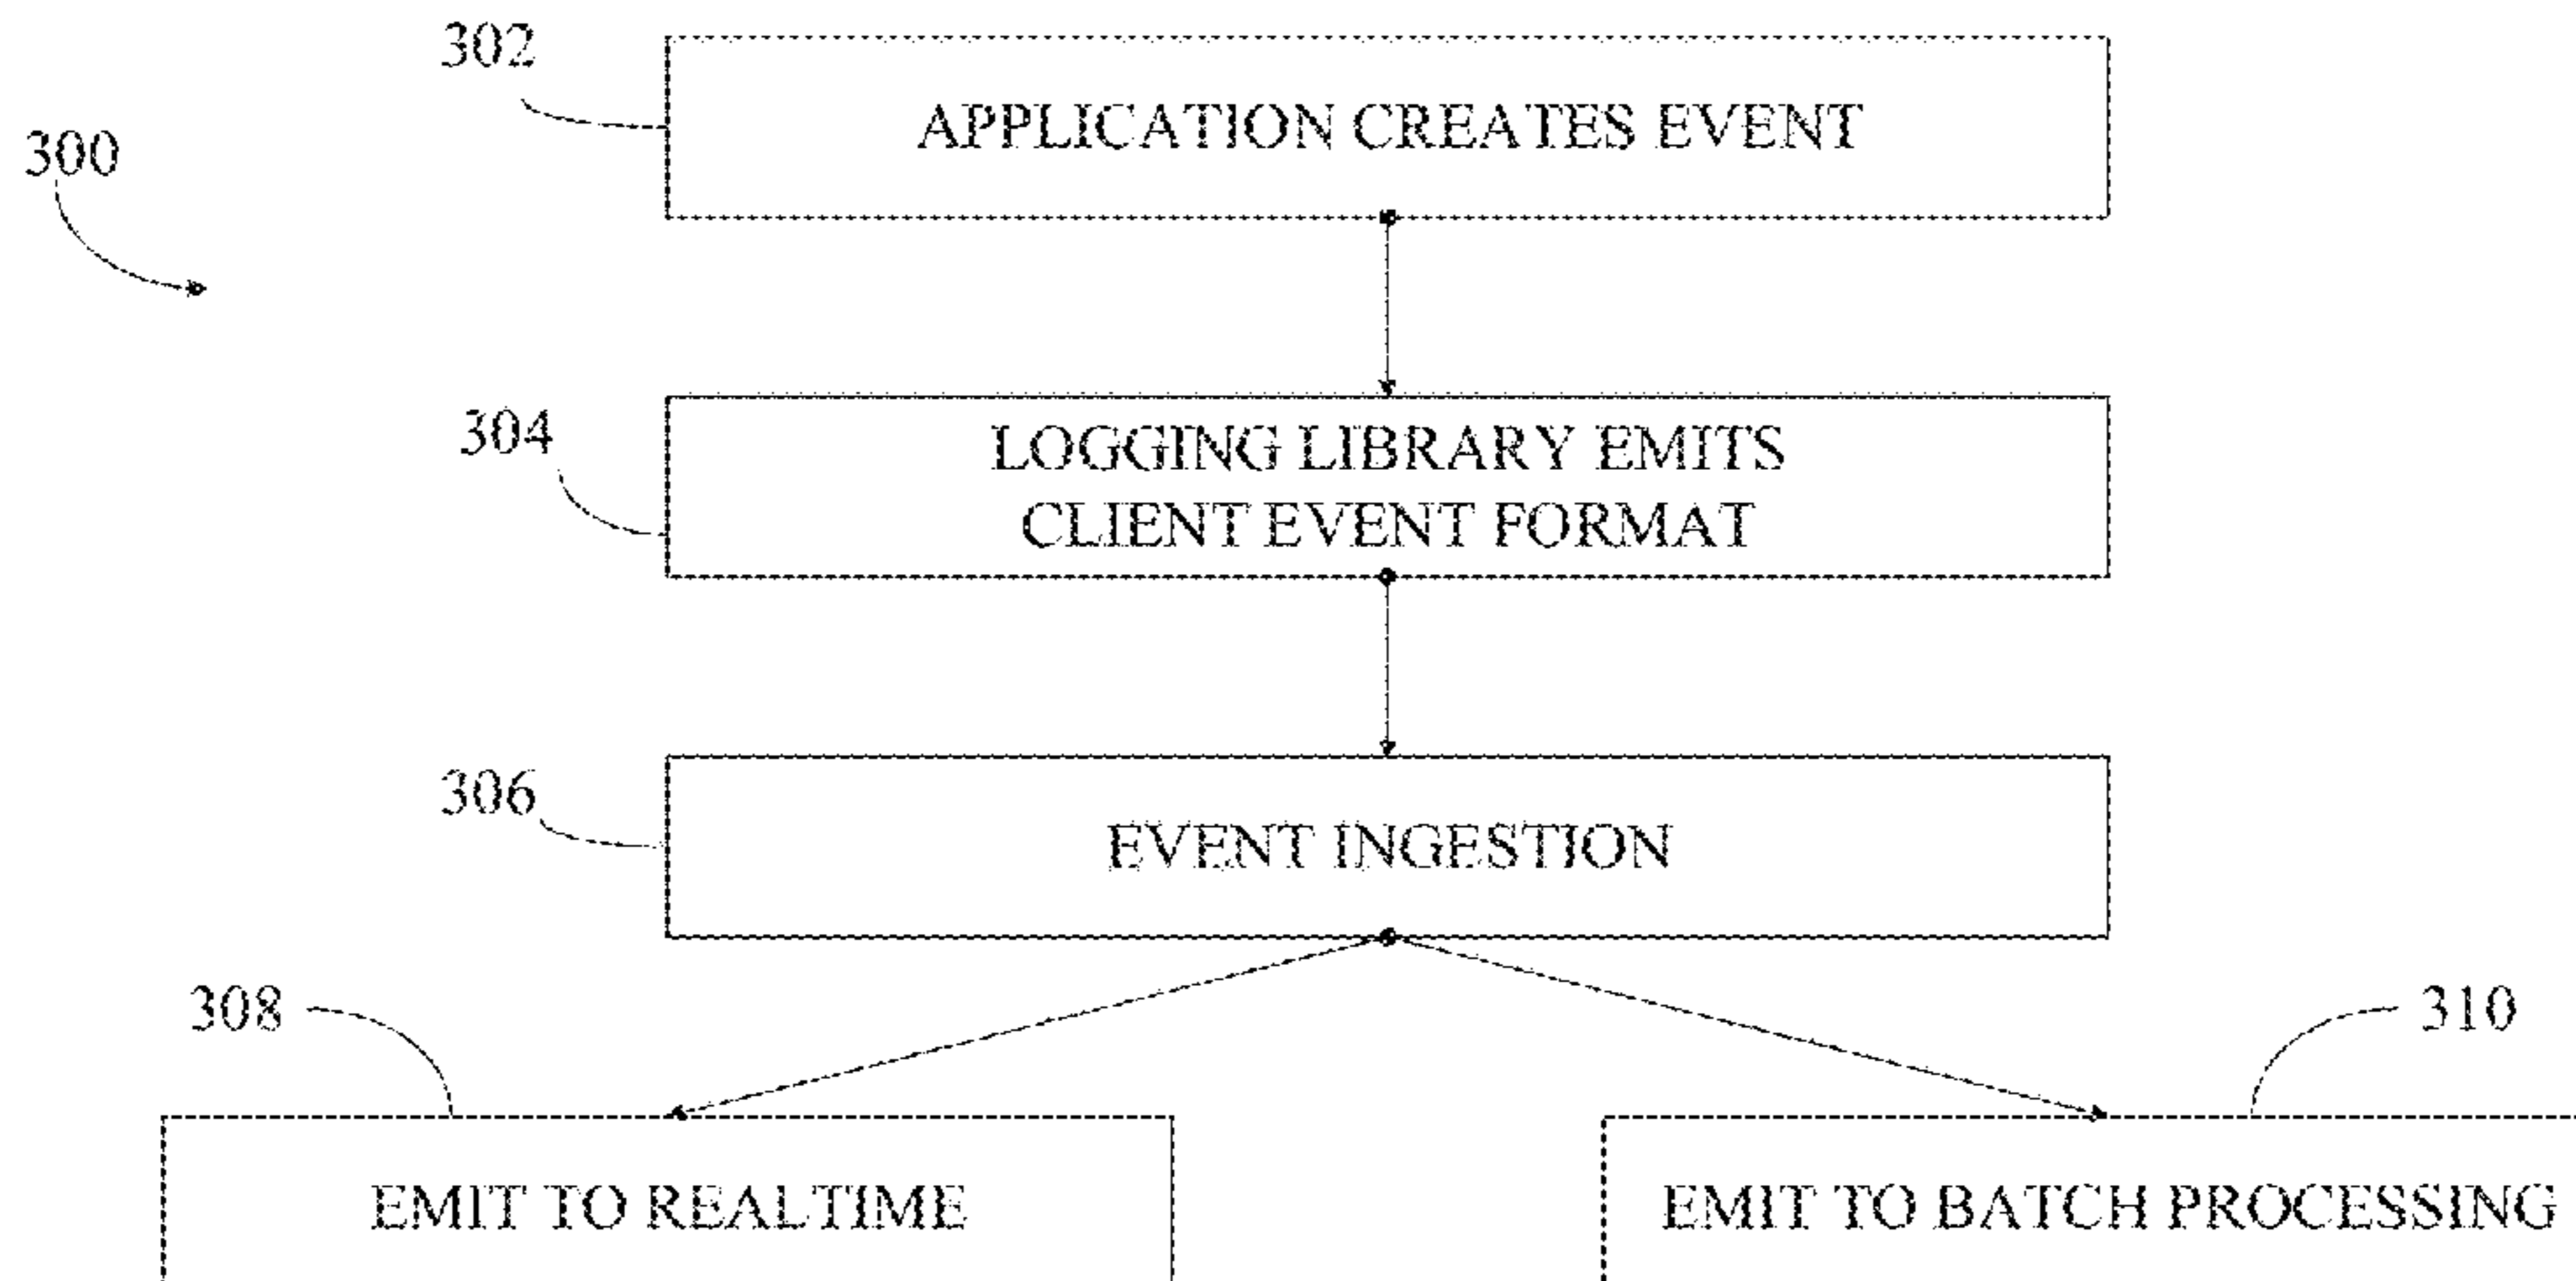 302
APPLICATION CREATES EVENT
300
304
LOGGING LIBRARY EMITS
CLIENT EVENT FORMAT
306
EVENT INGESTION
308
310
EMIT TO REALTIME
EMIT TO BATCH PROCESSING